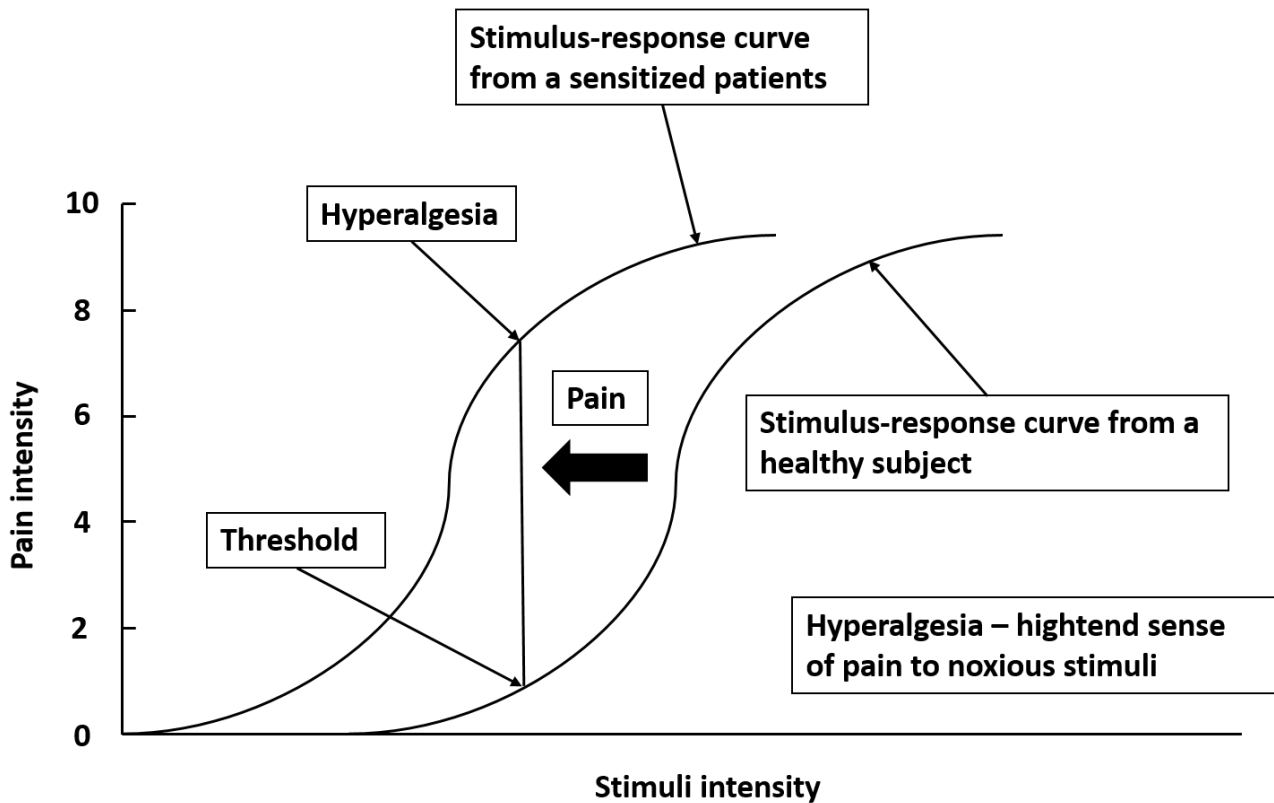 Stimulus-response curve
from a sensitized patients
Hyperalgesia
10
8
6
4
2
0
Pain intensity
Pain
Threshold
Stimulus-response curve from a
healthy subject
Hyperalgesia – hightend sense
of pain to noxious stimuli
Stimuli intensity